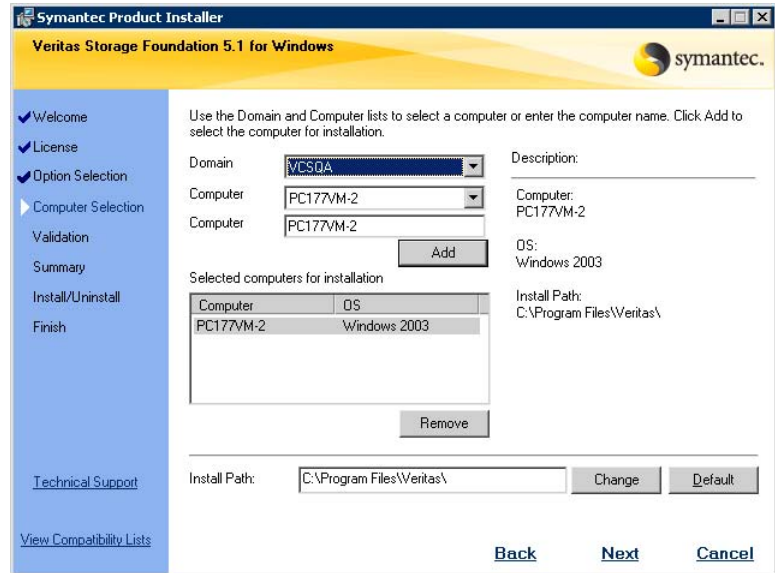 Symantec Product Installer
Veritas Storage Foundation 5.1 for Windows
symantec.
Welcome
License
Option Selection
Computer Selection
Validation
Summary
Install/Uninstall
Finish
Technical Support
View Compatibility Lists
Use the Domain and Computer lists to select a computer or enter the computer name. Click Add to
select the computer for installation.
Domain VCSQA
Computer PC177VM-2
Computer PC177VM-2
Add
Selected computers for installation
Computer OS
PC177VM-2 Windows 2003
Remove
Description:
Computer:
PC177VM-2
OS:
Windows 2003
Install Path:
C:\Program Files\Veritas\
Install Path: C:\Program Files\Veritas\ Change Default
Back Next Cancel